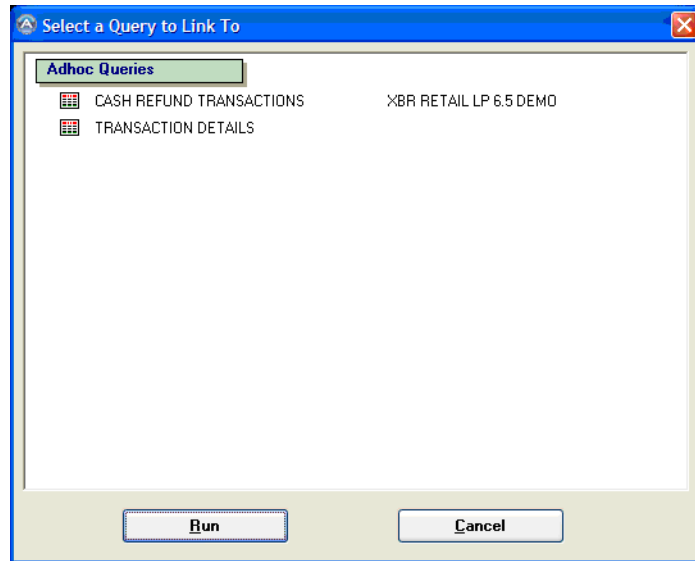 Select a Query to Link To
Adhoc Queries
CASH REFUND TRANSACTIONS XBR RETAIL LP 6.5 DEMO
TRANSACTION DETAILS
Run Cancel